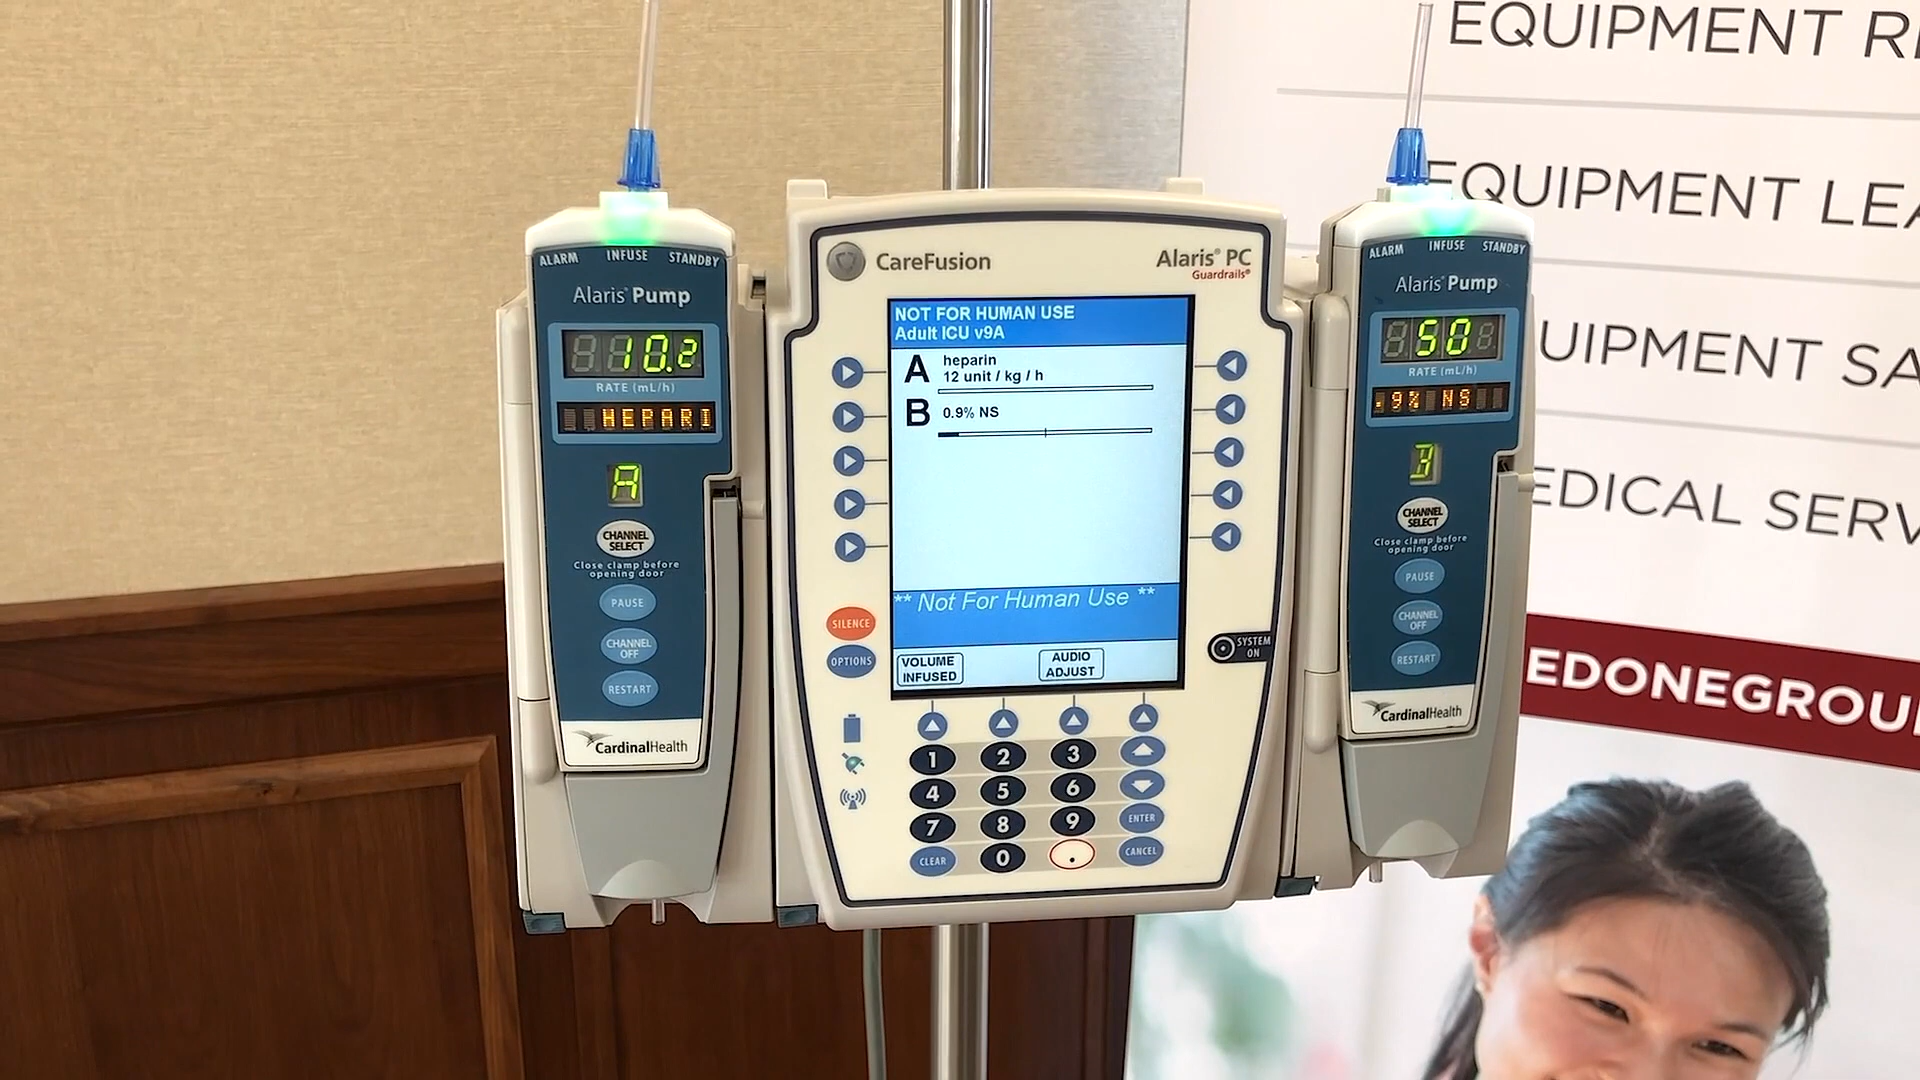 EQUIPMENT
EQUIPMENT
EQUIPMENT
MEDICAL
EDONEGROU
ALARM INFUSE STANDBY
Alaris® Pump
10.2
RATE (mL/h)
HEPARI
A
CHANNEL
SELECT
Close clamp before
opening door
PAUSE
CHANNEL
OFF
RESTART
CardinalHealth
CareFusion
Alaris® PC
Guardrails®
NOT FOR HUMAN USE
Adult ICU v9A
A heparin
12 unit / kg / h
B 0.9% NS
** Not For Human Use **
VOLUME
INFUSED
AUDIO
ADJUST
SILENCE
OPTIONS
SYSTEM
ON
1 2 3
4 5 6
7 8 9 ENTER
CLEAR 0 . CANCEL
ALARM INFUSE STANDBY
Alaris® Pump
50
RATE (mL/h)
.9% NS
B
CHANNEL
SELECT
Close clamp before
opening door
PAUSE
CHANNEL
OFF
RESTART
CardinalHealth